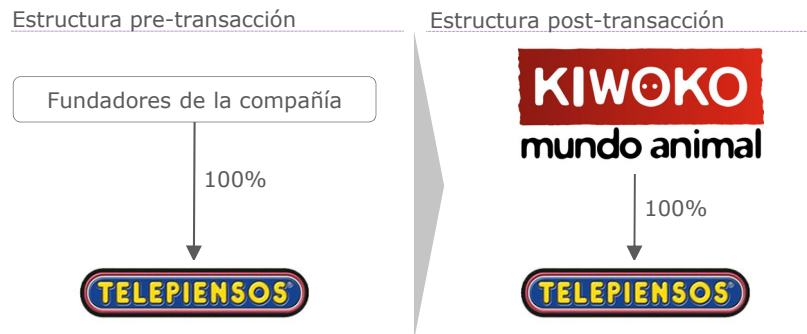 Estructura pre-transacción
Fundadores de la compañía
100%
TELEPIENSOS®
Estructura post-transacción
KIWOKO
mundo animal
100%
TELEPIENSOS®